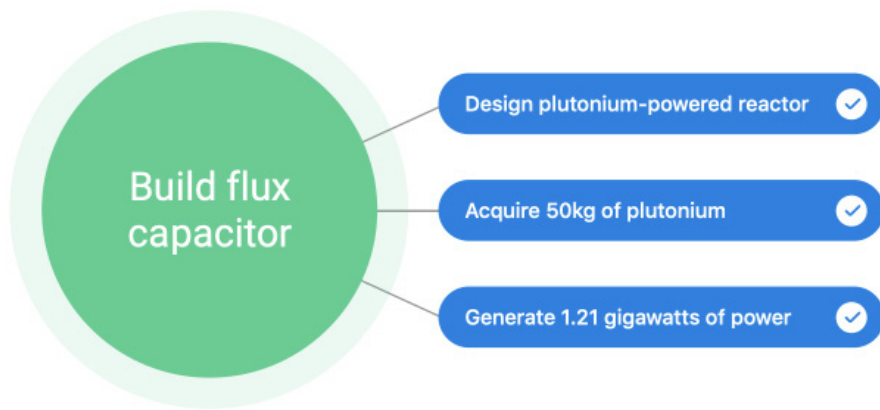 Build flux
capacitor
Design plutonium-powered reactor
Acquire 50kg of plutonium
Generate 1.21 gigawatts of power